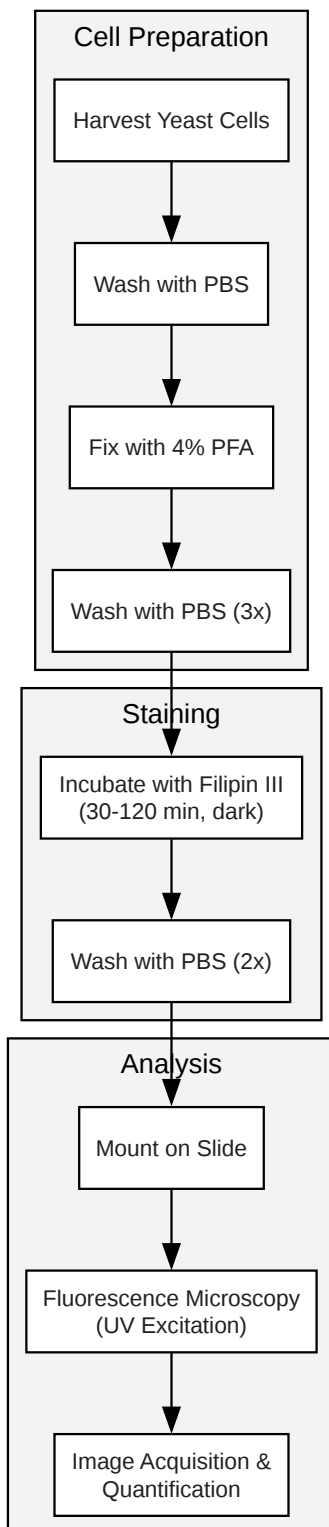 Cell Preparation
Harvest Yeast Cells
Wash with PBS
Fix with 4% PFA
Wash with PBS (3x)
Staining
Incubate with Filipin III
(30-120 min, dark)
Wash with PBS (2x)
Analysis
Mount on Slide
Fluorescence Microscopy
(UV Excitation)
Image Acquisition &
Quantification